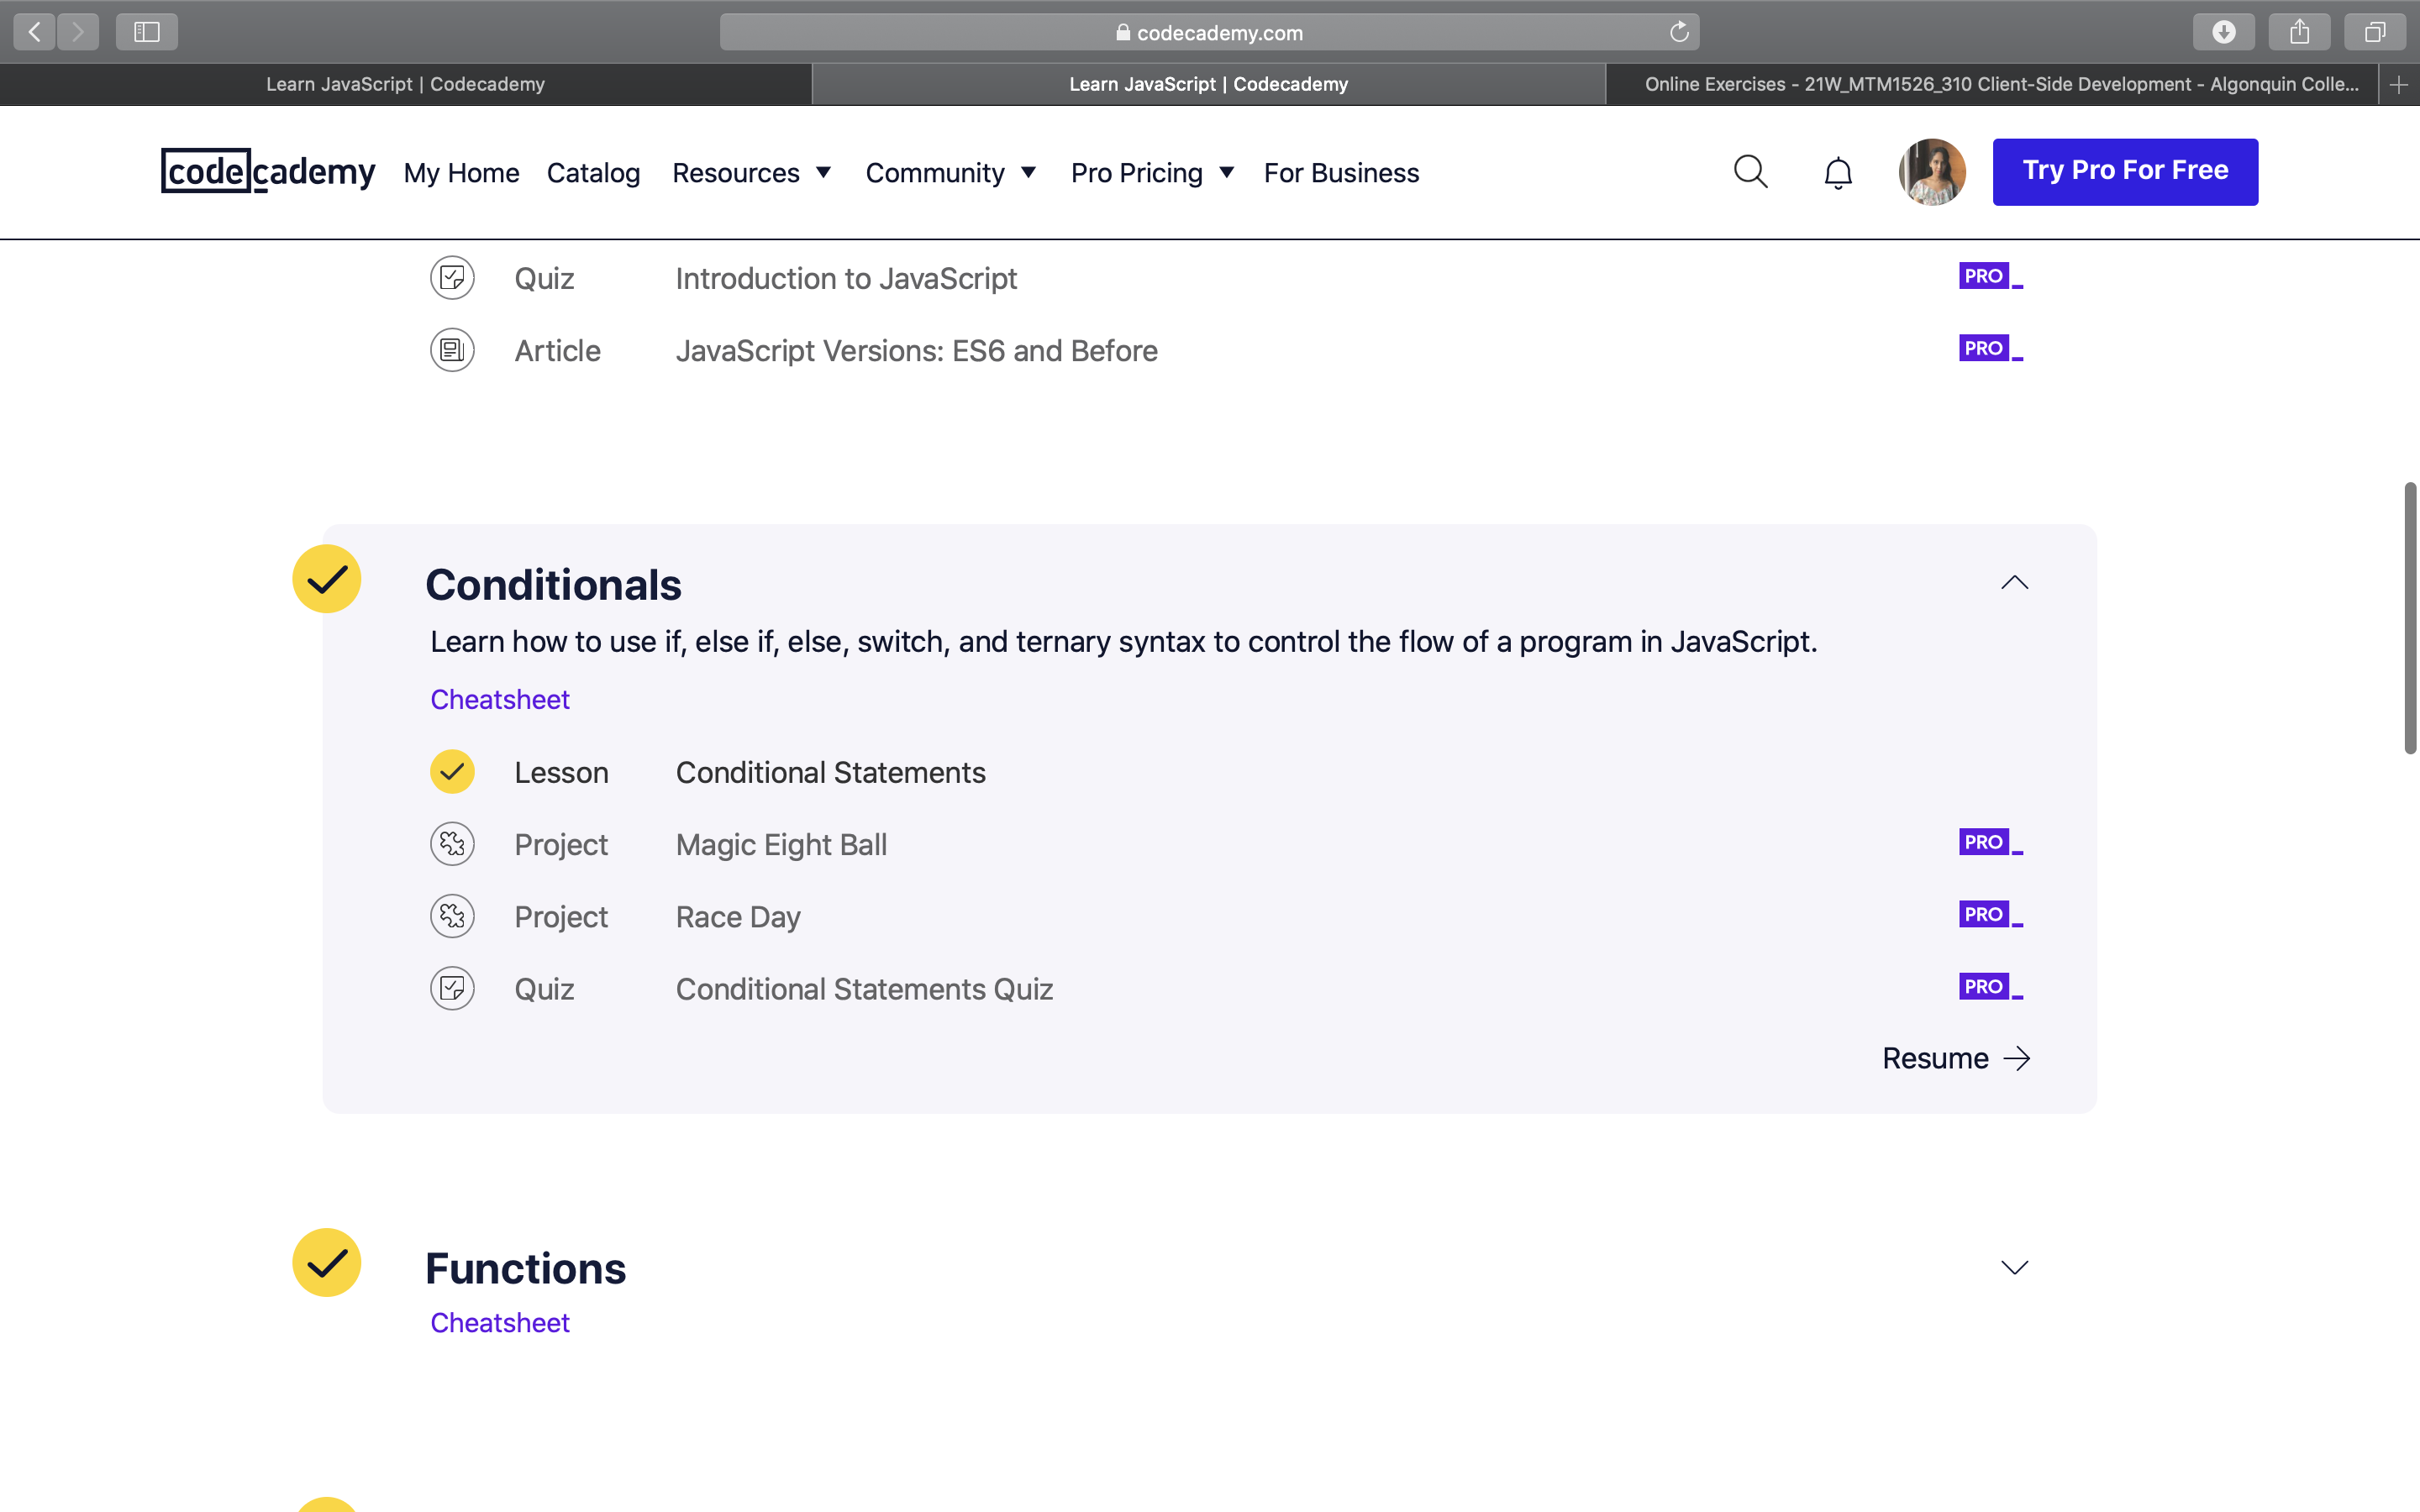 codecademy.com
Learn JavaScript | Codecademy
Learn JavaScript | Codecademy
Online Exercises - 21W_MTM1526_310 Client-Side Development - Algonquin Colle...
codecademy
My Home
Catalog
Resources
Community
Pro Pricing
For Business
Try Pro For Free
Quiz Introduction to JavaScript PRO
Article JavaScript Versions: ES6 and Before PRO
Conditionals
Learn how to use if, else if, else, switch, and ternary syntax to control the flow of a program in JavaScript.
Cheatsheet
Lesson Conditional Statements
Project Magic Eight Ball PRO
Project Race Day PRO
Quiz Conditional Statements Quiz PRO
Resume
Functions
Cheatsheet